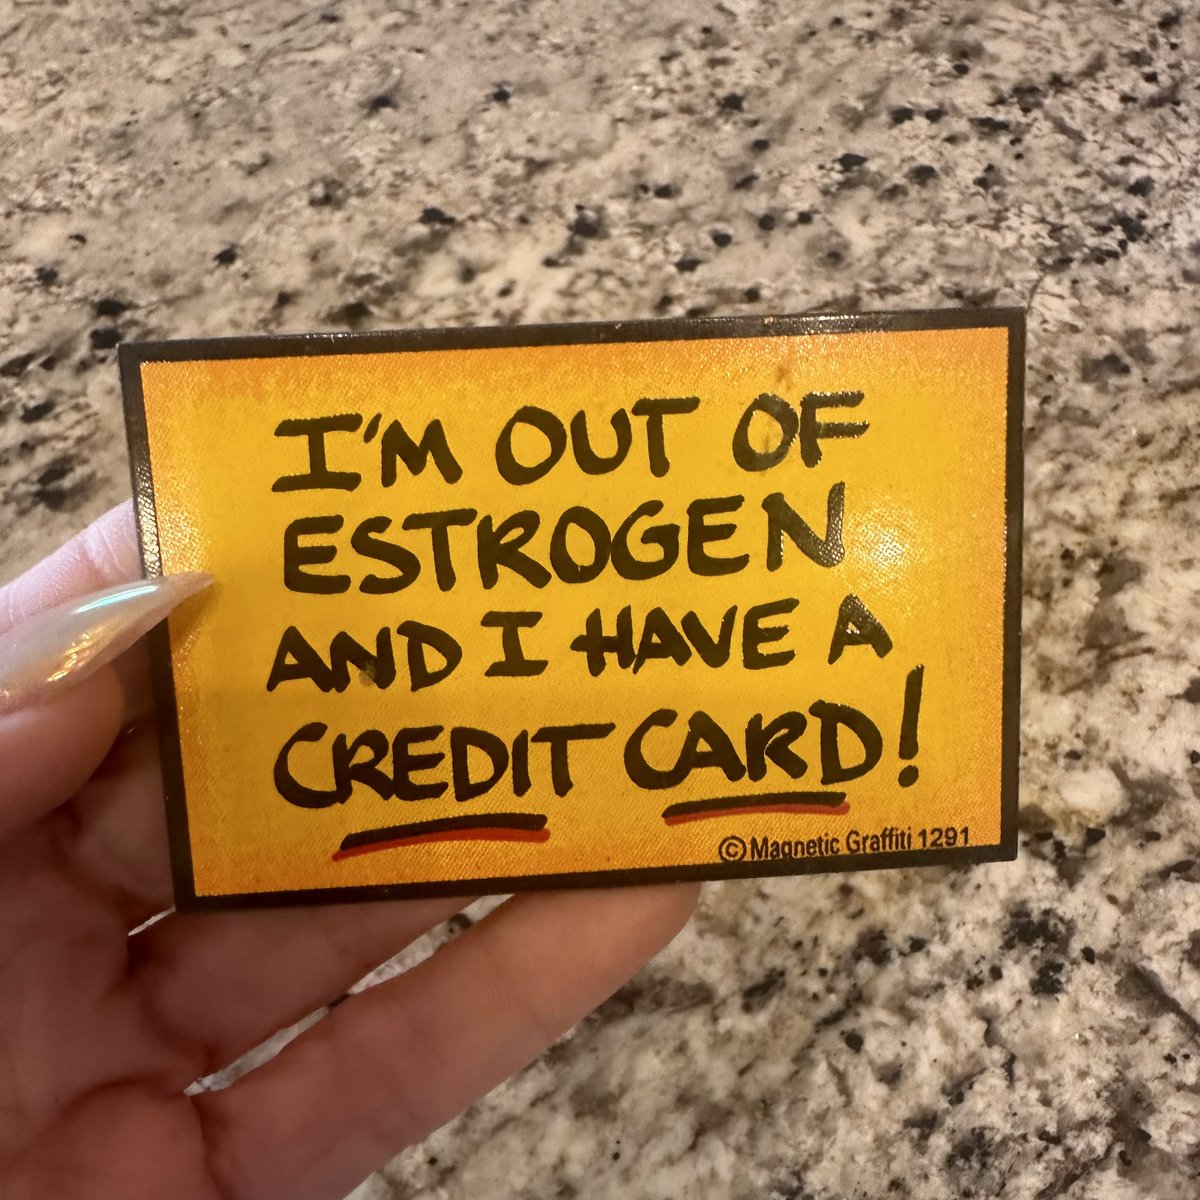 I'M OUT OF
ESTROGEN
AND I HAVE A
CREDIT CARD!
© Magnetic Graffiti 1291